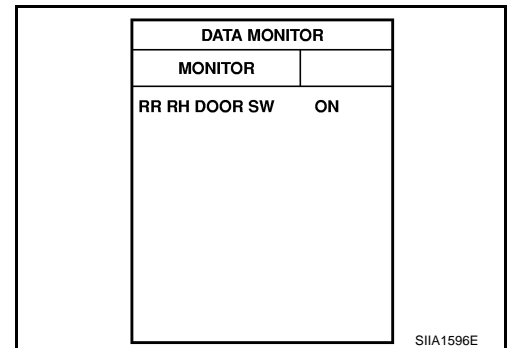 DATA MONITOR
MONITOR
RR RH DOOR SW ON
SIIA1596E